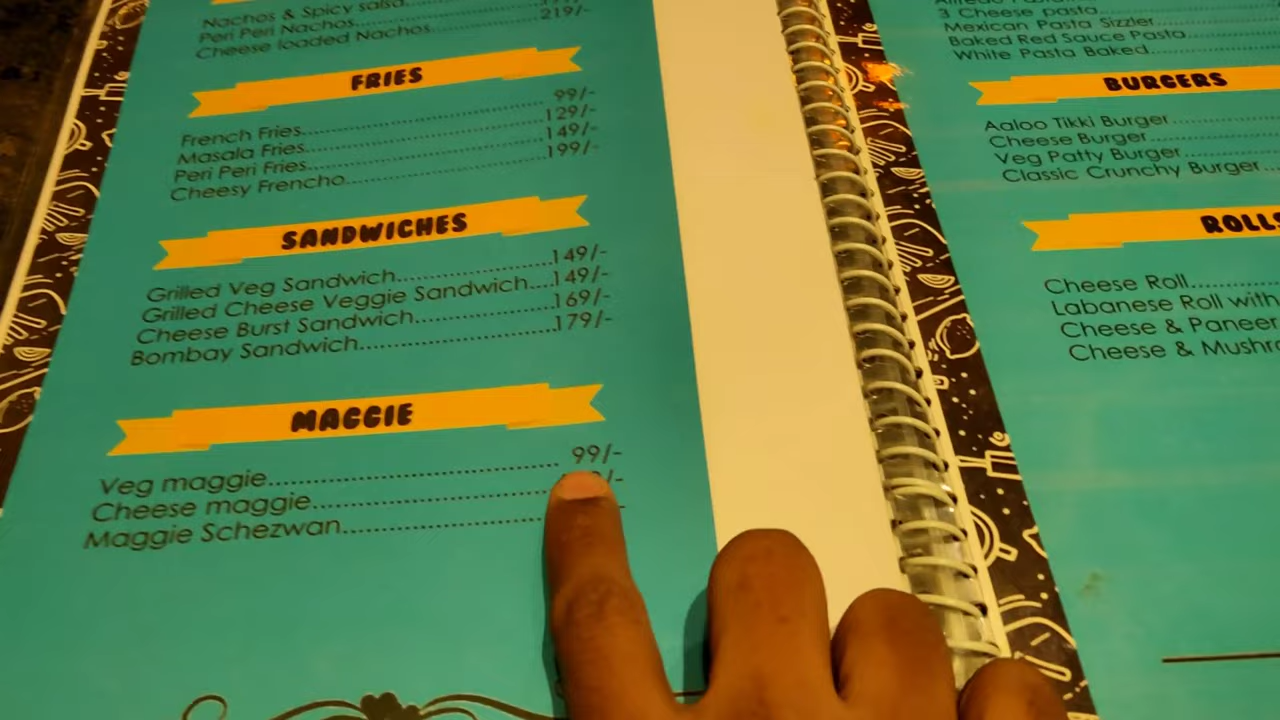 Nachos & Spicy salsa
Peri Peri Nachos
Cheese loaded Nachos 219/-
FRIES
French Fries 99/-
Masala Fries 129/-
Peri Peri Fries 149/-
Cheesy Frencho 199/-
SANDWICHES
Grilled Veg Sandwich 149/-
Grilled Cheese Veggie Sandwich 149/-
Cheese Burst Sandwich 169/-
Bombay Sandwich 179/-
MAGGIE
Veg maggie 99/-
Cheese maggie
Maggie Schezwan
3 Cheese pasta
Mexican Pasta Sizzler
Baked Red Sauce Pasta
White Pasta Baked
BURGERS
Aaloo Tikki Burger
Cheese Burger
Veg Patty Burger
Classic Crunchy Burger
ROLLS
Cheese Roll
Labanese Roll with
Cheese & Paneer
Cheese &